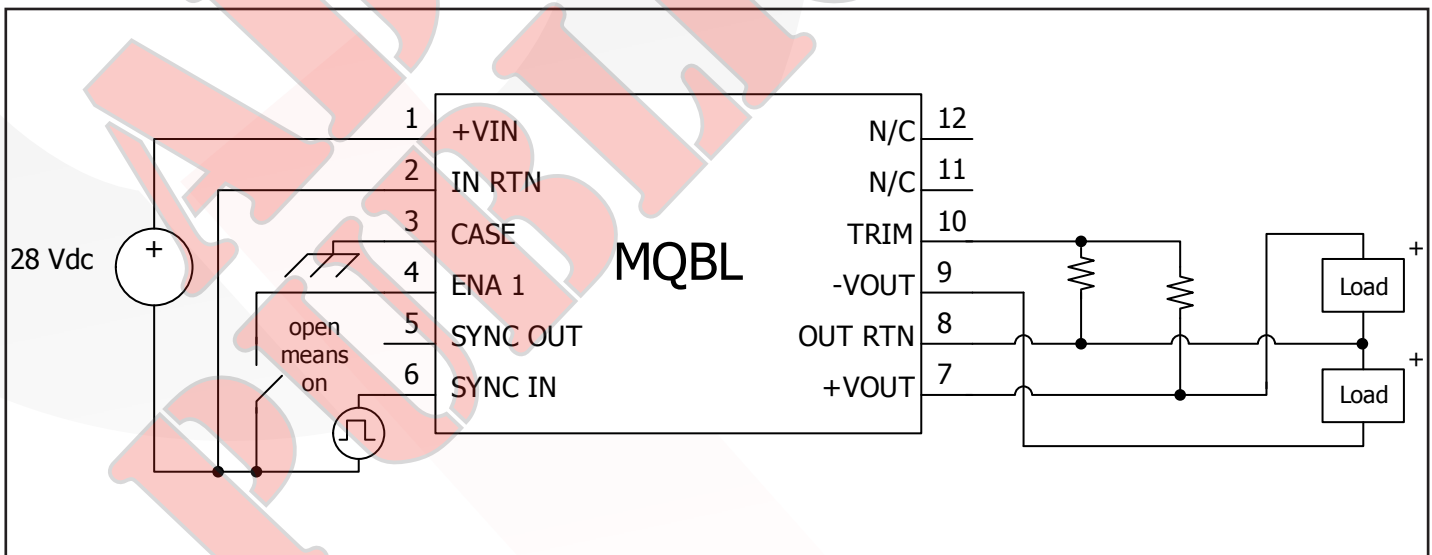 1
+VIN
2
IN RTN
3
CASE
4
ENA 1
5
SYNC OUT
6
SYNC IN
28 Vdc
+
open
means
on
MQBL
N/C
12
N/C
11
TRIM
10
-VOUT
9
OUT RTN
8
+VOUT
7
+
Load
+
Load
PUBL